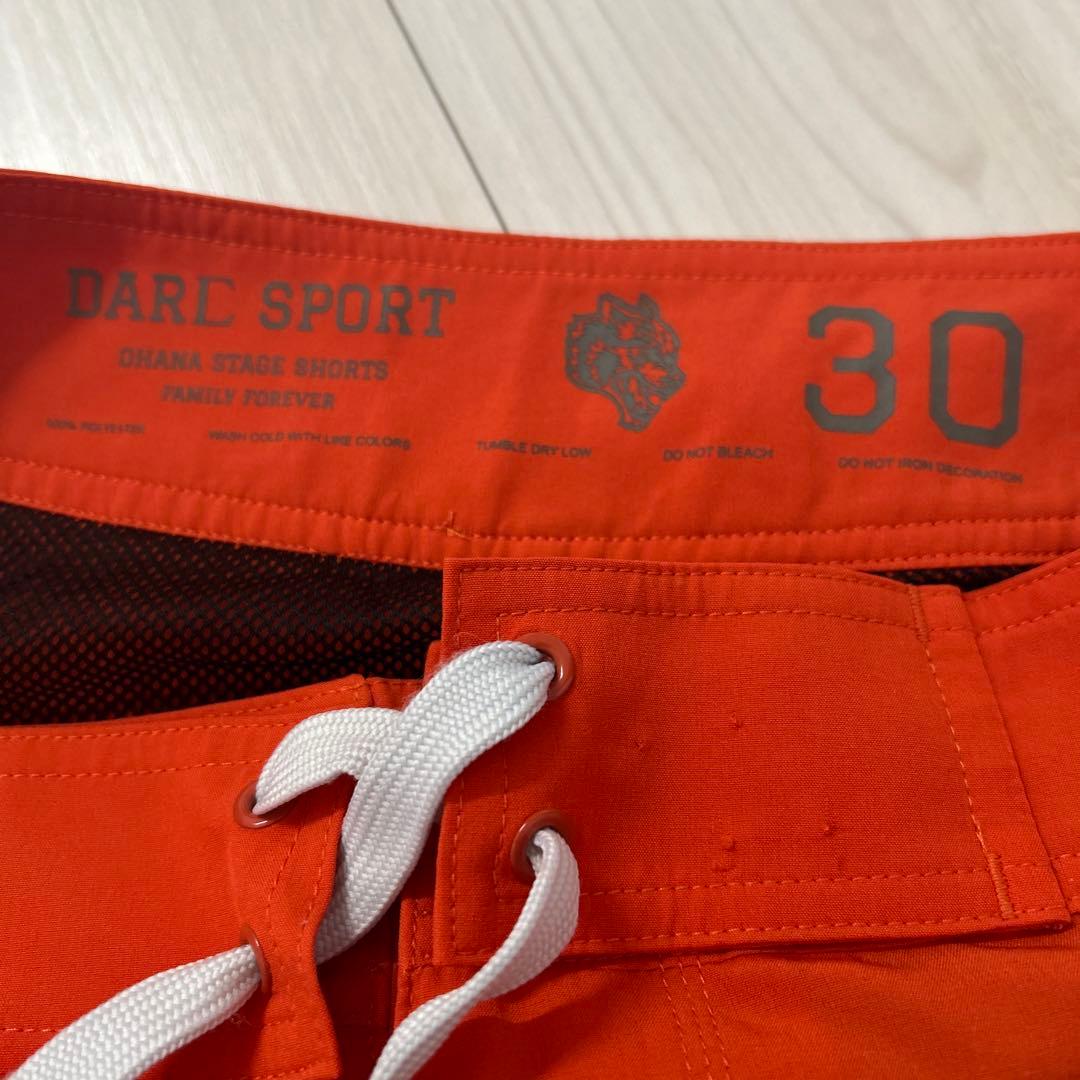 DARC SPORT
OHANA STAGE SHORTS
FAMILY FOREVER
30
100% POLYESTER
WASH COLD WITH LIKE COLORS
TUMBLE DRY LOW
DO NOT BLEACH
DO NOT IRON DECORATION